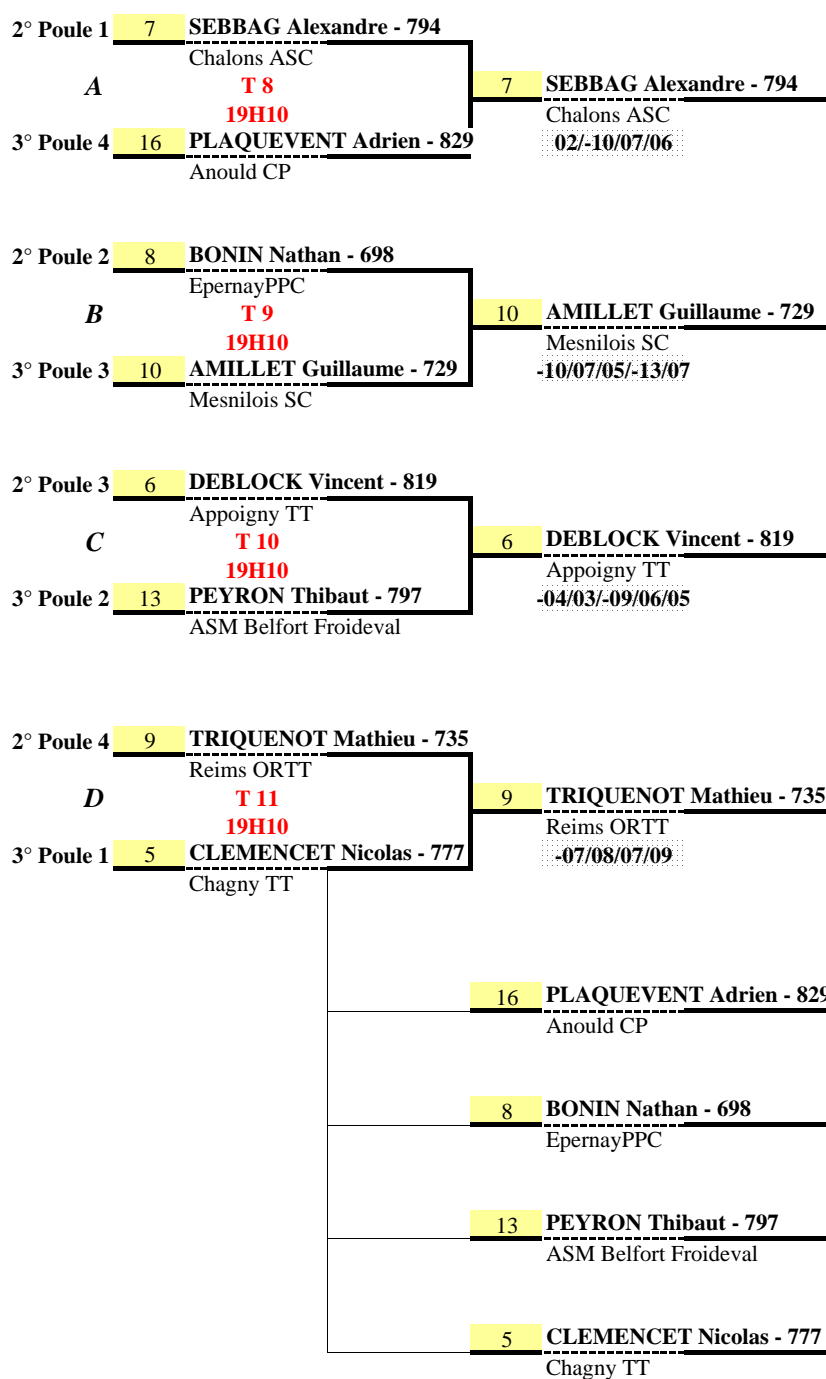 2° Poule 1 7 SEBBAG Alexandre - 794
Chalons ASC
A T 8 7 SEBBAG Alexandre - 794
19H10 Chalons ASC
3° Poule 4 16 PLAQUEVENT Adrien - 829 02/-10/07/06
Anould CP
2° Poule 2 8 BONIN Nathan - 698
EpernayPPC
B T 9 10 AMILLET Guillaume - 729
19H10 Mesnilois SC
3° Poule 3 10 AMILLET Guillaume - 729 -10/07/05/-13/07
Mesnilois SC
2° Poule 3 6 DEBLOCK Vincent - 819
Appoigny TT
C T 10 6 DEBLOCK Vincent - 819
19H10 Appoigny TT
3° Poule 2 13 PEYRON Thibaut - 797 -04/03/-09/06/05
ASM Belfort Froideval
2° Poule 4 9 TRIQUENOT Mathieu - 735
Reims ORTT
D T 11 9 TRIQUENOT Mathieu - 735
19H10 Reims ORTT
3° Poule 1 5 CLEMENCET Nicolas - 777 -07/08/07/09
Chagny TT
16 PLAQUEVENT Adrien - 829
Anould CP
8 BONIN Nathan - 698
EpernayPPC
13 PEYRON Thibaut - 797
ASM Belfort Froideval
5 CLEMENCET Nicolas - 777
Chagny TT